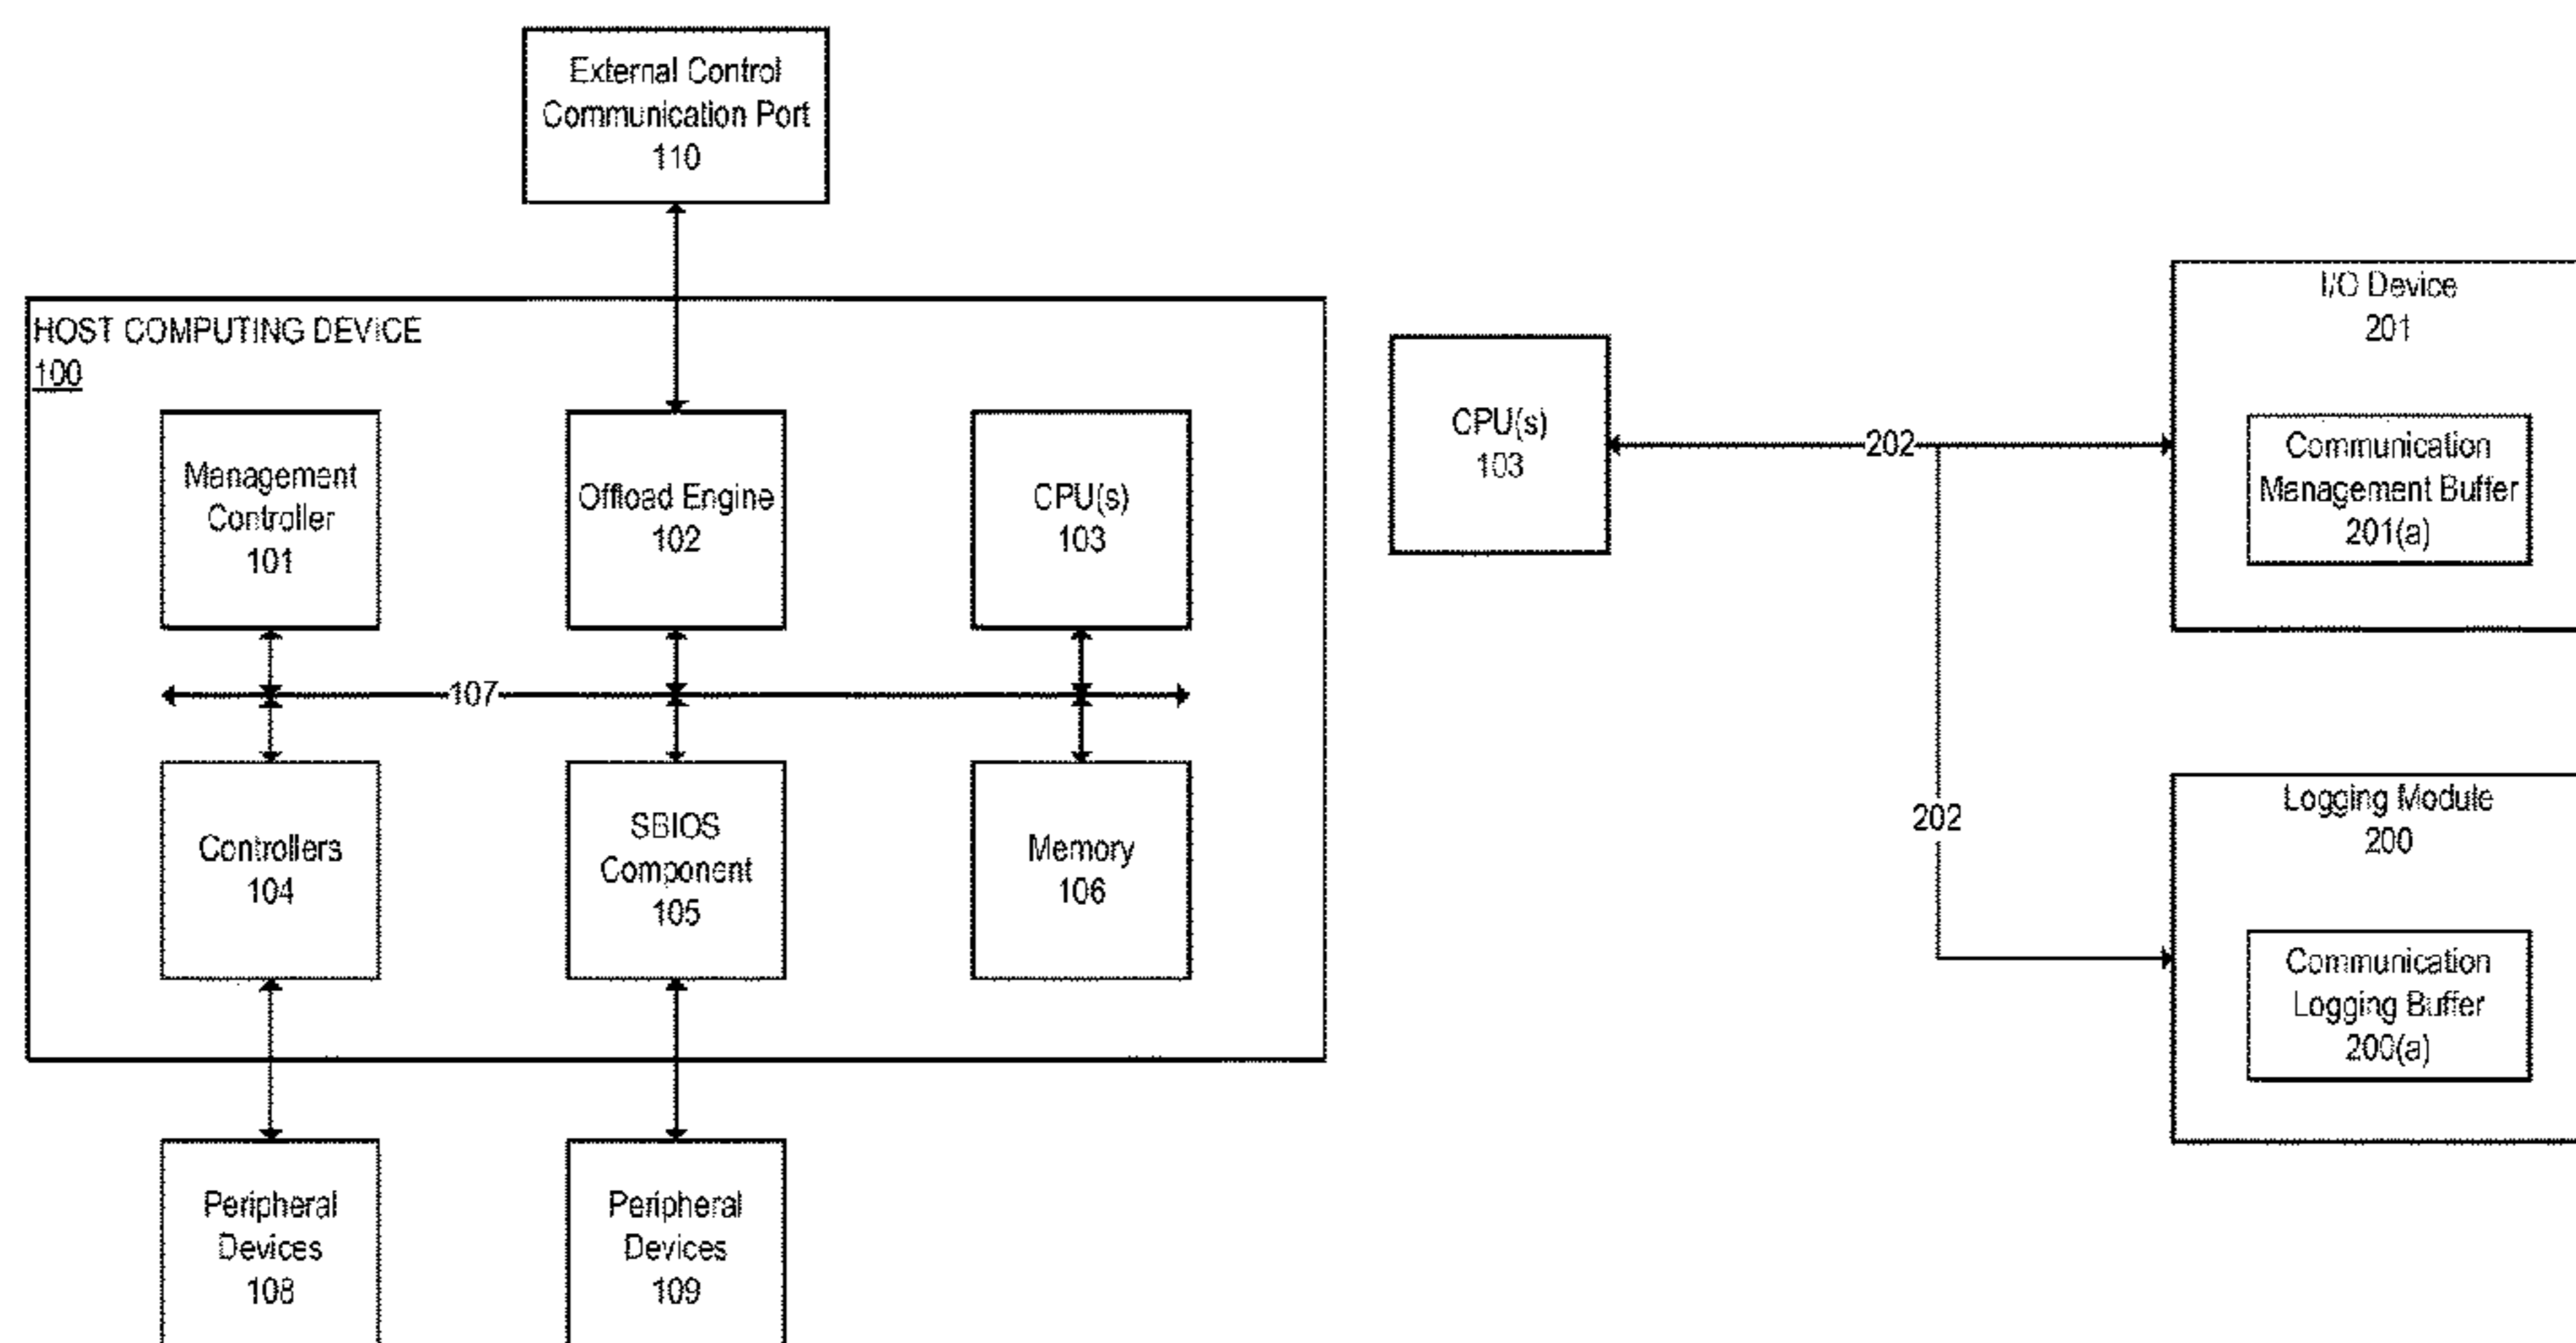 External Control
Communication Port
110
HOST COMPUTING DEVICE
100
Management
Controller
101
Offload Engine
102
CPU(s)
103
107
Controllers
104
SBIOS
Component
105
Memory
106
Peripheral
Devices
108
Peripheral
Devices
109
CPU(s)
103
202
I/O Device
201
Communication
Management Buffer
201(a)
202
Logging Module
200
Communication
Logging Buffer
200(a)